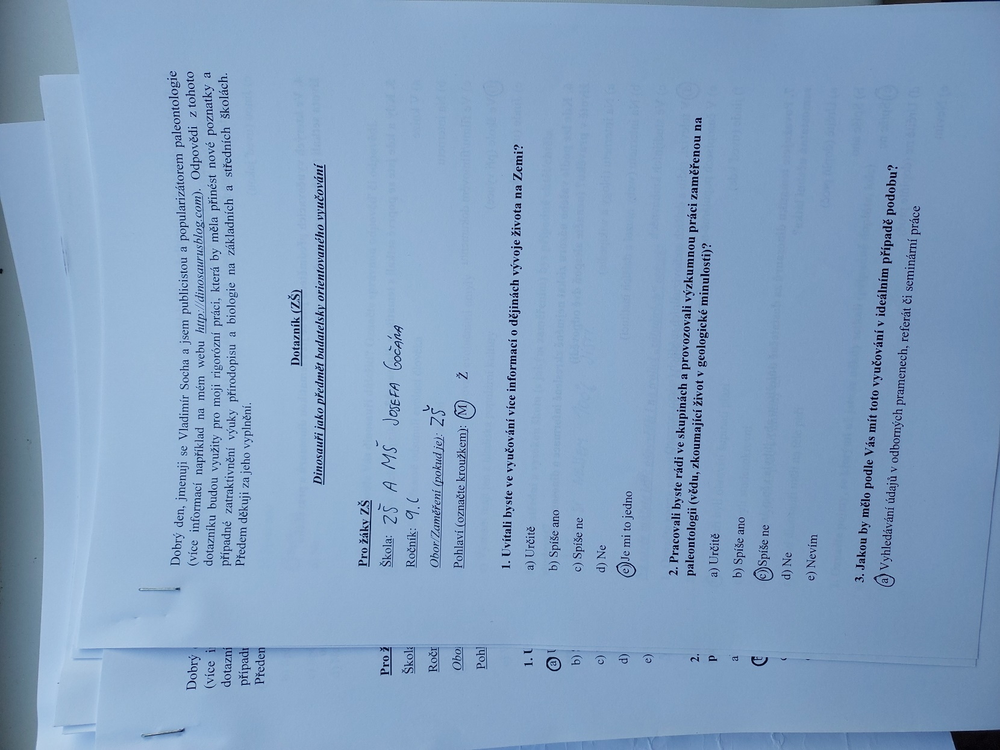 Dobrý den, jmenuji se Vladimír Socha a jsem publicistou a popularizátorem paleontologie
(více informací například na mém webu http://dinosaurusblog.com). Odpovědi z tohoto
dotazníku budou využity pro moji rigorózní práci, která by měla přinést nové poznatky a
případné zatraktivnění výuky přírodopisu a biologie na základních a středních školách.
Předem děkuji za jeho vyplnění.
Dotazník (ZŠ)
Dinosauři jako předmět badatelsky orientovaného vyučování
Pro žáky ZŠ
Škola: ZŠ A MŠ JOSEFA GOČÁRA
Ročník: 9.C
Obor/Zaměření (pokud je): ZŠ
Pohlaví (označte kroužkem): M Ž
1. Uvítali byste ve vyučování více informací o dějinách vývoje života na Zemi?
a) Určitě
b) Spíše ano
c) Spíše ne
d) Ne
e) Je mi to jedno
2. Pracovali byste rádi ve skupinách a provozovali výzkumnou práci zaměřenou na
paleontologii (vědu, zkoumající život v geologické minulosti)?
a) Určitě
b) Spíše ano
c) Spíše ne
d) Ne
e) Nevím
3. Jakou by mělo podle Vás mít toto vyučování v ideálním případě podobu?
a) Vyhledávání údajů v odborných pramenech, referát či seminární práce
Dobrý
(více i
dotazní
případn
Předen
Pro ž
Škola
Ročr
Obo
Pohl
1. U
a) U
b)
c)
d)
e)
2.
p
a